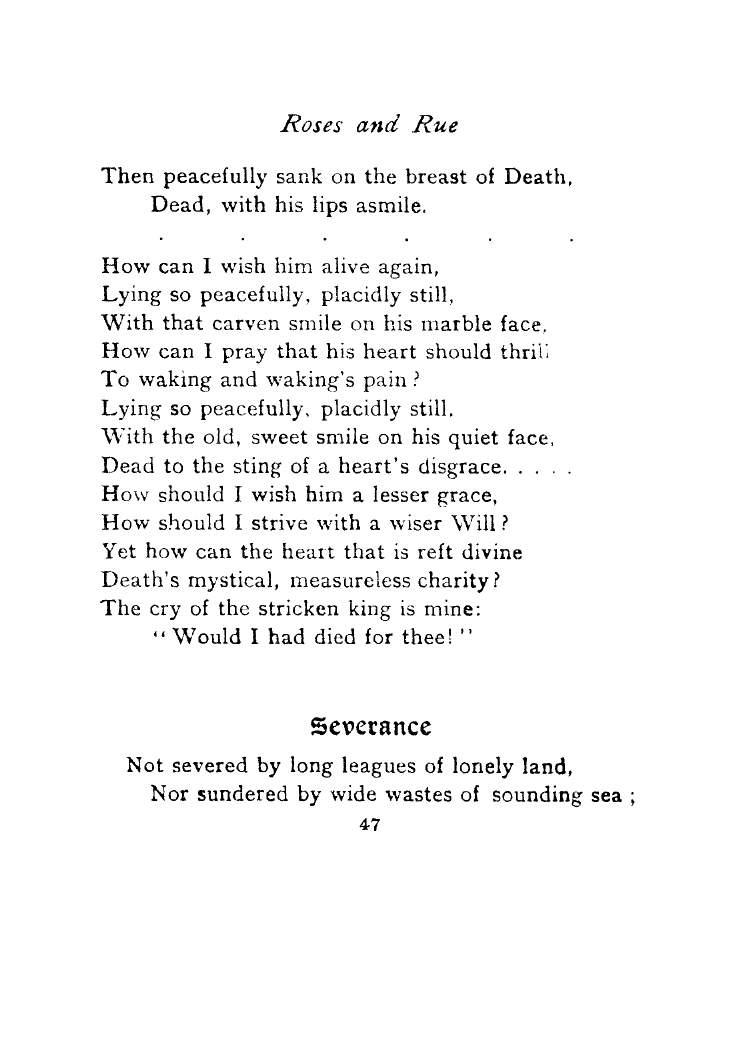 Roses and Rue
Then peacefully sank on the breast of Death,
Dead, with his lips asmile.
. . . . . .
How can I wish him alive again,
Lying so peacefully, placidly still,
With that carven smile on his marble face,
How can I pray that his heart should thrill
To waking and waking's pain?
Lying so peacefully, placidly still,
With the old, sweet smile on his quiet face,
Dead to the sting of a heart's disgrace. . . . .
How should I wish him a lesser grace,
How should I strive with a wiser Will?
Yet how can the heart that is reft divine
Death's mystical, measureless charity?
The cry of the stricken king is mine:
"Would I had died for thee!"
Severance
Not severed by long leagues of lonely land,
Nor sundered by wide wastes of sounding sea;
47